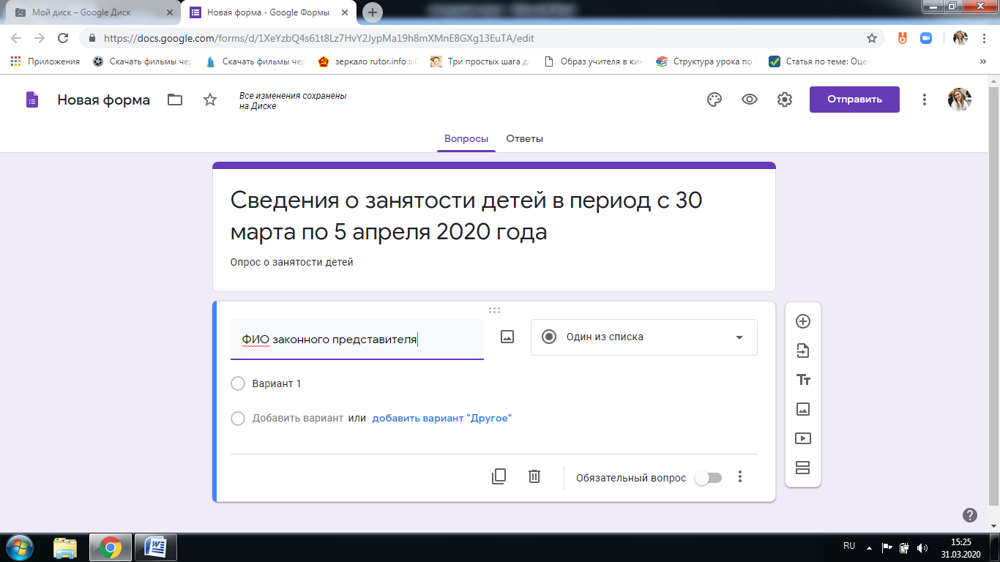 Мой диск – Google Диск
Новая форма - Google Формы
https://docs.google.com/forms/d/1XeYzbQ4s61t8Lz7HvY2JypMa19h8mXMnE8GXg13EuTA/edit
Приложения
Скачать фильмы чер
Скачать фильмы чер
зеркало rutor.info ::
Три простых шага дл
Образ учителя в кин
Структура урока по
Статья по теме: Оце
»
Новая форма
Все изменения сохранены
на Диске
Отправить
Вопросы
Ответы
Сведения о занятости детей в период с 30
марта по 5 апреля 2020 года
Опрос о занятости детей
ФИО законного представителя
Один из списка
Вариант 1
Добавить вариант или добавить вариант "Другое"
Обязательный вопрос
RU
15:25
31.03.2020